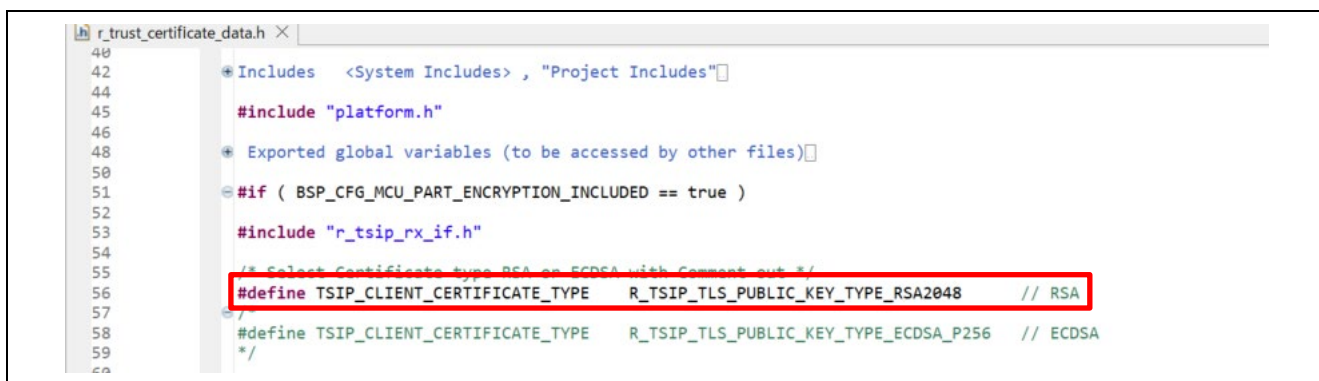 r_trust_certificate_data.h
40
42 Includes <System Includes> , "Project Includes"
44
45 #include "platform.h"
46
48 Exported global variables (to be accessed by other files)
50
51 #if ( BSP_CFG_MCU_PART_ENCRYPTION_INCLUDED == true )
52
53 #include "r_tsip_rx_if.h"
54
55 /* Select Certificate type RSA or ECDSA with Comment out */
56 #define TSIP_CLIENT_CERTIFICATE_TYPE R_TSIP_TLS_PUBLIC_KEY_TYPE_RSA2048 // RSA
57 /*
58 #define TSIP_CLIENT_CERTIFICATE_TYPE R_TSIP_TLS_PUBLIC_KEY_TYPE_ECDSA_P256 // ECDSA
59 */
60